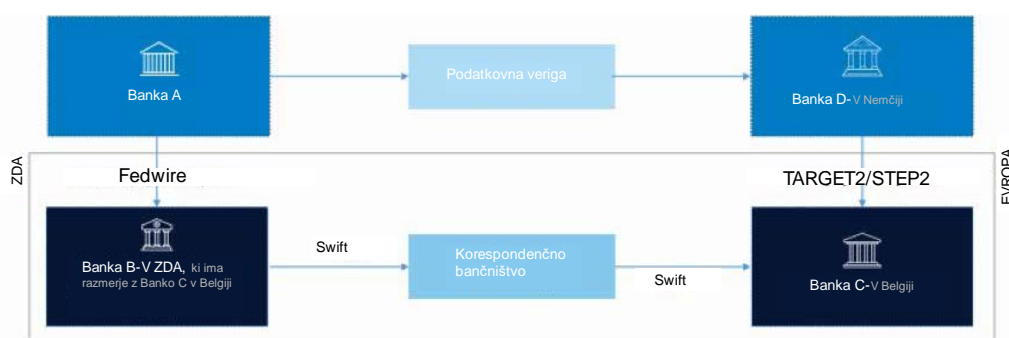 Banka A
Podatkovna veriga
Banka D-V Nemčiji
ZDA
EVROPA
Fedwire
TARGET2/STEP2
Banka B-V ZDA, ki ima
razmerje z Banko C v Belgiji
Swift
Korespondenčno
bančništvo
Swift
Banka C-V Belgiji